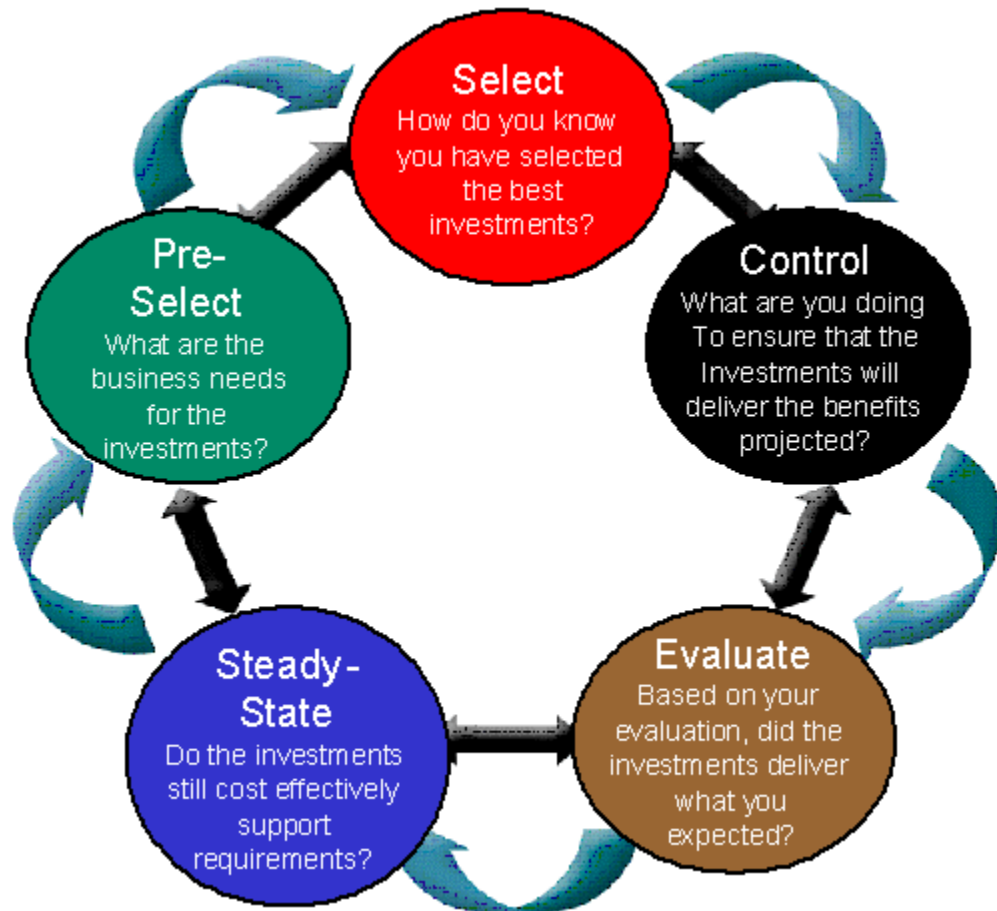 Select
How do you know
you have selected
the best
investments?
Pre-
Select
What are the
business needs
for the
investments?
Control
What are you doing
To ensure that the
Investments will
deliver the benefits
projected?
Steady-
State
Do the investments
still cost effectively
support
requirements?
Evaluate
Based on your
evaluation, did the
investments deliver
what you
expected?